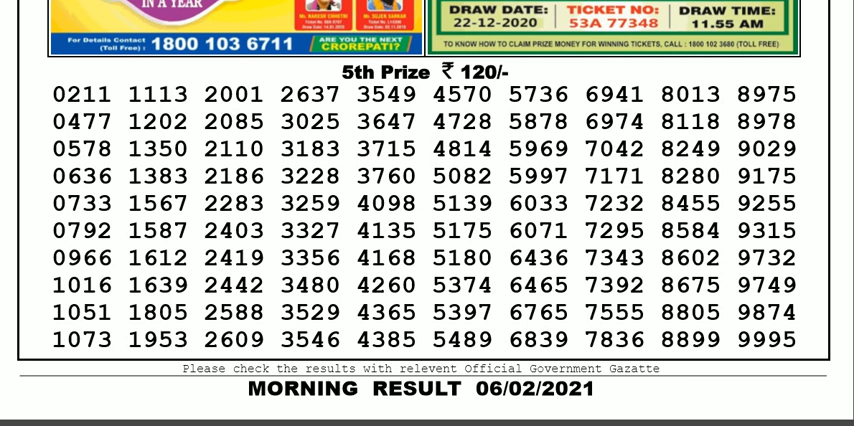 IN A YEAR
Mr. NARESH CHHETRI
Mr. SUJEN SARKAR
For Details Contact
(Toll Free) : 1800 103 6711
ARE YOU THE NEXT
CROREPATI?
DRAW DATE:
22-12-2020
TICKET NO:
53A 77348
DRAW TIME:
11.55 AM
TO KNOW HOW TO CLAIM PRIZE MONEY FOR WINNING TICKETS, CALL : 1800 102 3680 (TOLL FREE)
5th Prize ₹ 120/-
0211 1113 2001 2637 3549 4570 5736 6941 8013 8975
0477 1202 2085 3025 3647 4728 5878 6974 8118 8978
0578 1350 2110 3183 3715 4814 5969 7042 8249 9029
0636 1383 2186 3228 3760 5082 5997 7171 8280 9175
0733 1567 2283 3259 4098 5139 6033 7232 8455 9255
0792 1587 2403 3327 4135 5175 6071 7295 8584 9315
0966 1612 2419 3356 4168 5180 6436 7343 8602 9732
1016 1639 2442 3480 4260 5374 6465 7392 8675 9749
1051 1805 2588 3529 4365 5397 6765 7555 8805 9874
1073 1953 2609 3546 4385 5489 6839 7836 8899 9995
Please check the results with relevent Official Government Gazatte
MORNING RESULT 06/02/2021